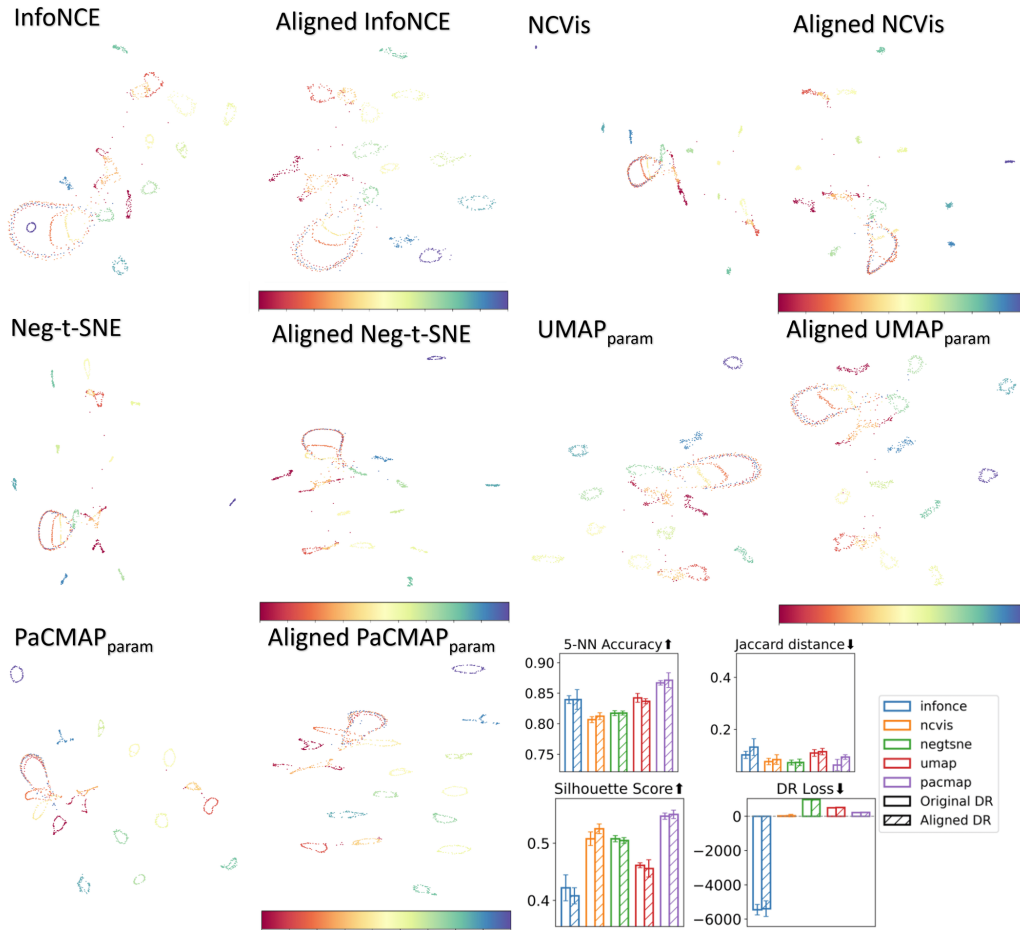 InfoNCE
Aligned InfoNCE
NCVis
Aligned NCVis
Neg-t-SNE
Aligned Neg-t-SNE
UMAPparam
Aligned UMAPparam
PaCMAPparam
Aligned PaCMAPparam
5-NN Accuracy⬆
0.90
0.85
0.80
0.75
Jaccard distance⬇
0.4
0.2
infonce
ncvis
negtsne
umap
pacmap
Original DR
Aligned DR
Silhouette Score⬆
0.5
0.4
DR Loss⬇
0
−2000
−4000
−6000